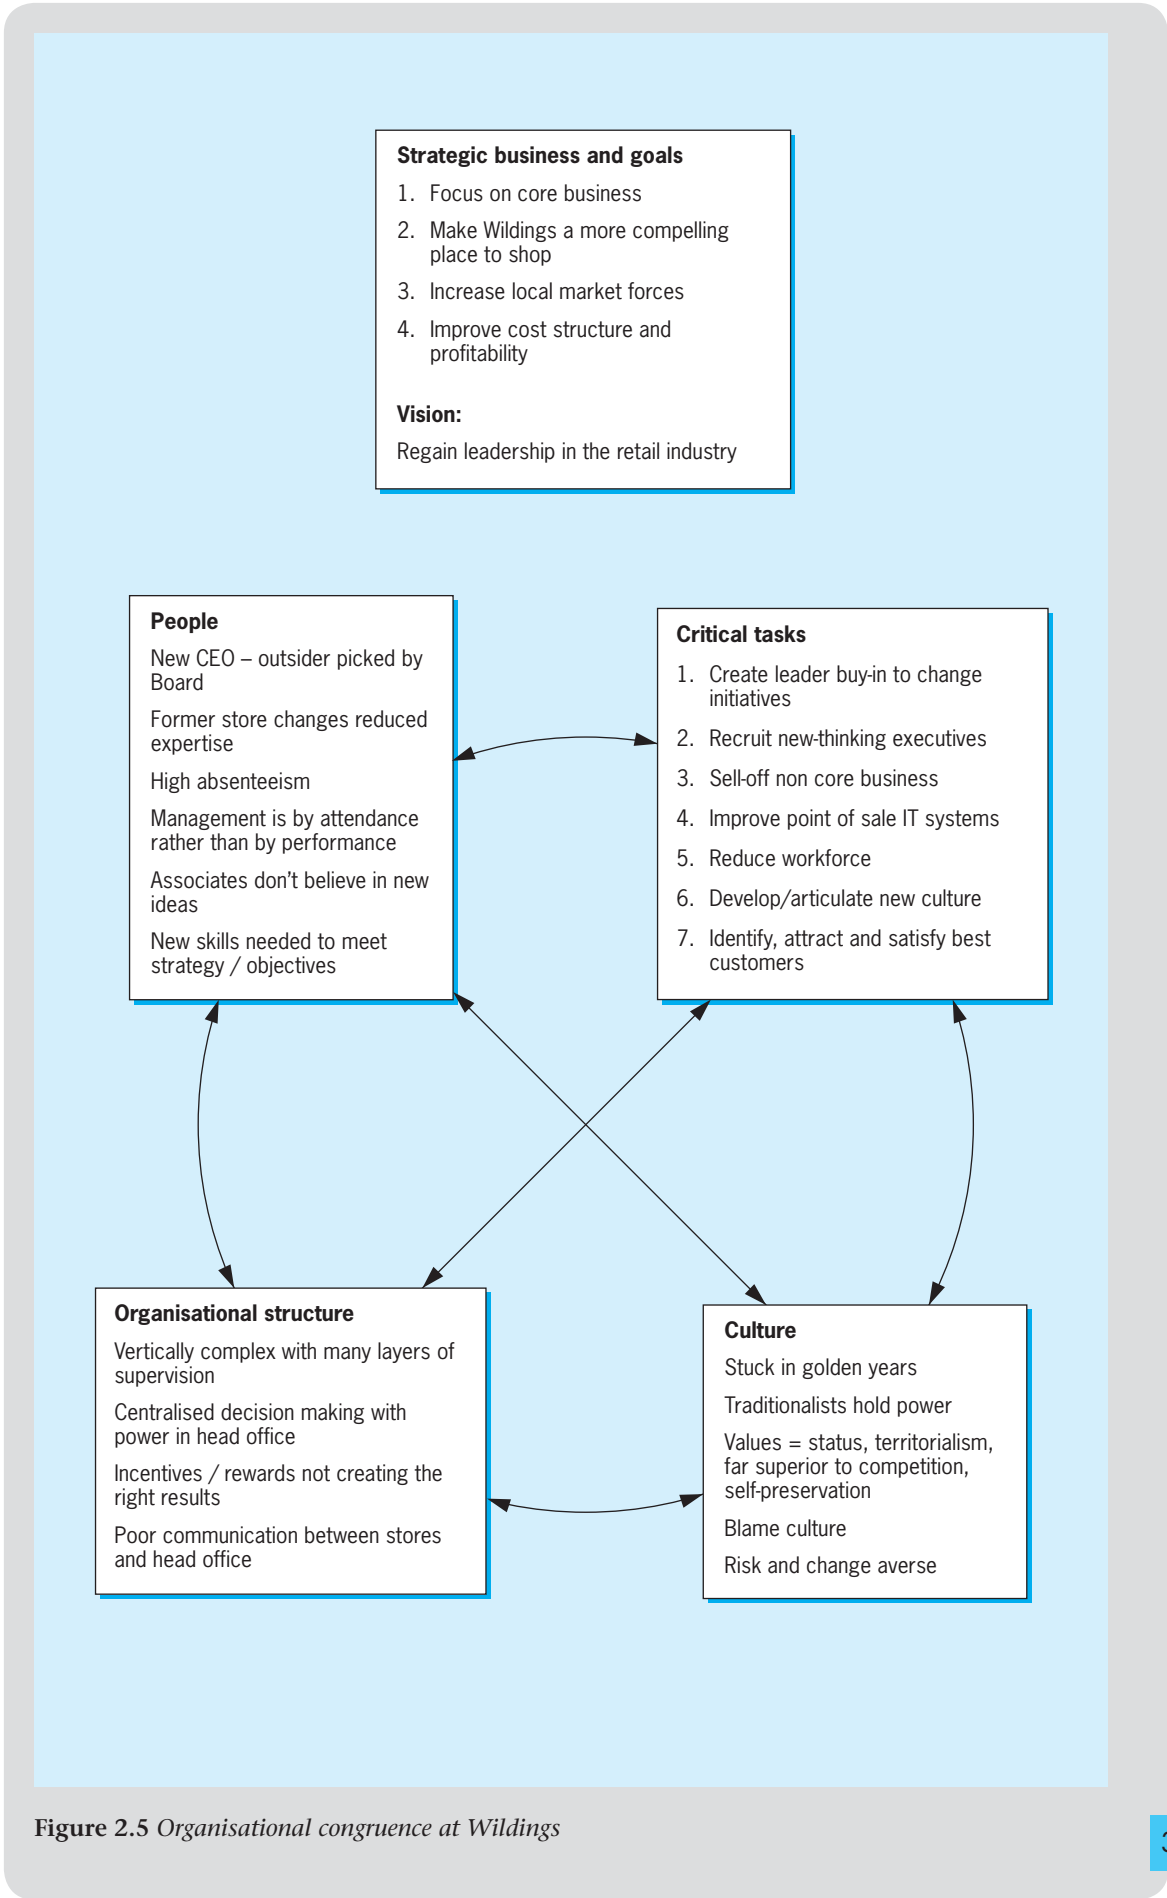 Strategic business and goals
1. Focus on core business
2. Make Wildings a more compelling
place to shop
3. Increase local market forces
4. Improve cost structure and
profitability
Vision:
Regain leadership in the retail industry
People
New CEO – outsider picked by
Board
Former store changes reduced
expertise
High absenteeism
Management is by attendance
rather than by performance
Associates don't believe in new
ideas
New skills needed to meet
strategy / objectives
Critical tasks
1. Create leader buy-in to change
initiatives
2. Recruit new-thinking executives
3. Sell-off non core business
4. Improve point of sale IT systems
5. Reduce workforce
6. Develop/articulate new culture
7. Identify, attract and satisfy best
customers
Organisational structure
Vertically complex with many layers of
supervision
Centralised decision making with
power in head office
Incentives / rewards not creating the
right results
Poor communication between stores
and head office
Culture
Stuck in golden years
Traditionalists hold power
Values = status, territorialism,
far superior to competition,
self-preservation
Blame culture
Risk and change averse
Figure 2.5 Organisational congruence at Wildings